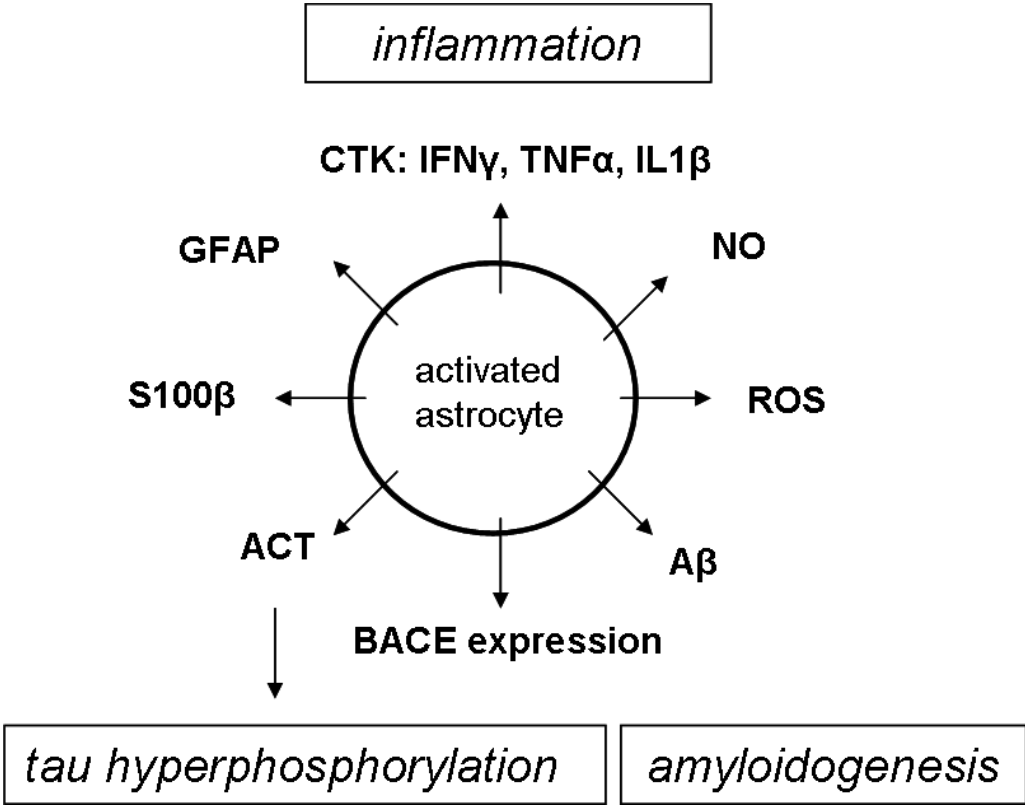 inflammation
CTK: IFNγ, TNFα, IL1β
GFAP
NO
activated
astrocyte
S100β
ROS
ACT
Aβ
BACE expression
tau hyperphosphorylation
amyloidogenesis